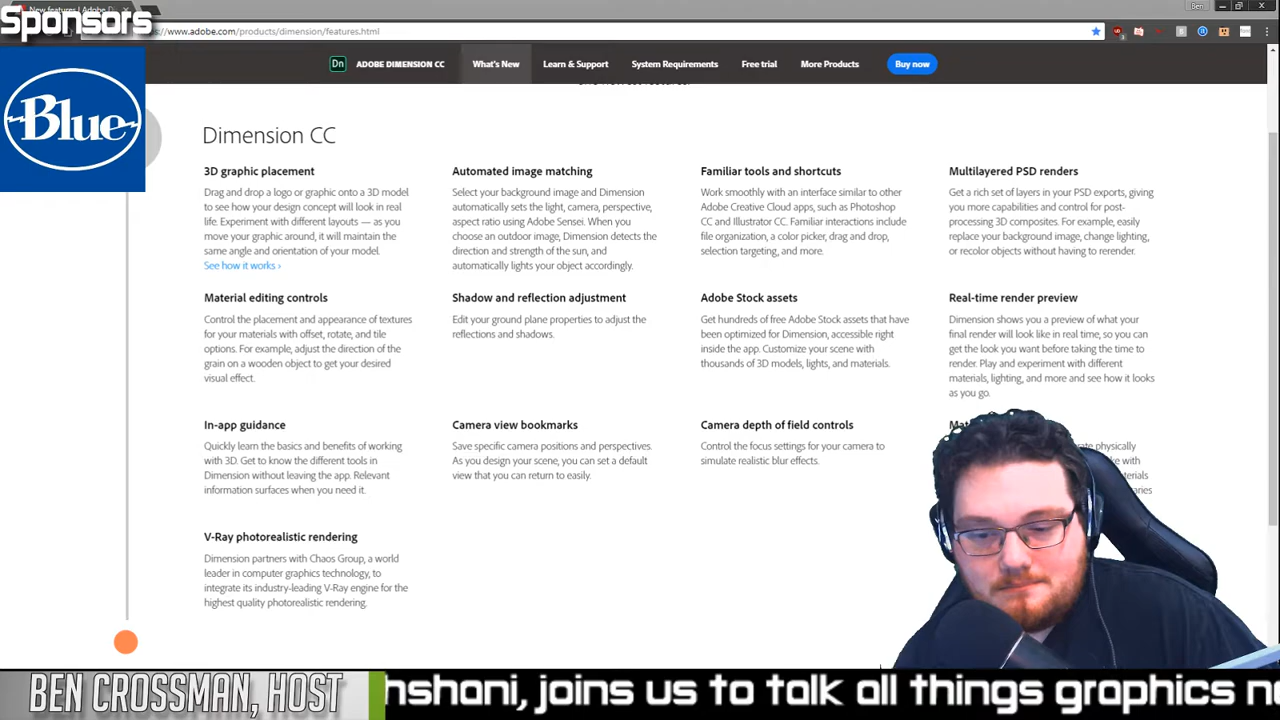 New features | Adobe D
Ben
Sponsors
www.adobe.com/products/dimension/features.html
Dn ADOBE DIMENSION CC What's New Learn & Support System Requirements Free trial More Products Buy now
Blue
Dimension CC
3D graphic placement
Drag and drop a logo or graphic onto a 3D model
to see how your design concept will look in real
life. Experiment with different layouts — as you
move your graphic around, it will maintain the
same angle and orientation of your model.
See how it works ›
Automated image matching
Select your background image and Dimension
automatically sets the light, camera, perspective,
aspect ratio using Adobe Sensei. When you
choose an outdoor image, Dimension detects the
direction and strength of the sun, and
automatically lights your object accordingly.
Familiar tools and shortcuts
Work smoothly with an interface similar to other
Adobe Creative Cloud apps, such as Photoshop
CC and Illustrator CC. Familiar interactions include
file organization, a color picker, drag and drop,
selection targeting, and more.
Multilayered PSD renders
Get a rich set of layers in your PSD exports, giving
you more capabilities and control for post-
processing 3D composites. For example, easily
replace your background image, change lighting,
or recolor objects without having to rerender.
Material editing controls
Control the placement and appearance of textures
for your materials with offset, rotate, and tile
options. For example, adjust the direction of the
grain on a wooden object to get your desired
visual effect.
Shadow and reflection adjustment
Edit your ground plane properties to adjust the
reflections and shadows.
Adobe Stock assets
Get hundreds of free Adobe Stock assets that have
been optimized for Dimension, accessible right
inside the app. Customize your scene with
thousands of 3D models, lights, and materials.
Real-time render preview
Dimension shows you a preview of what your
final render will look like in real time, so you can
get the look you want before taking the time to
render. Play and experiment with different
materials, lighting, and more and see how it looks
as you go.
In-app guidance
Quickly learn the basics and benefits of working
with 3D. Get to know the different tools in
Dimension without leaving the app. Relevant
information surfaces when you need it.
Camera view bookmarks
Save specific camera positions and perspectives.
As you design your scene, you can set a default
view that you can return to easily.
Camera depth of field controls
Control the focus settings for your camera to
simulate realistic blur effects.
physically
with
V-Ray photorealistic rendering
Dimension partners with Chaos Group, a world
leader in computer graphics technology, to
integrate its industry-leading V-Ray engine for the
highest quality photorealistic rendering.
BEN CROSSMAN, HOST
hshani, joins us to talk all things graphics n